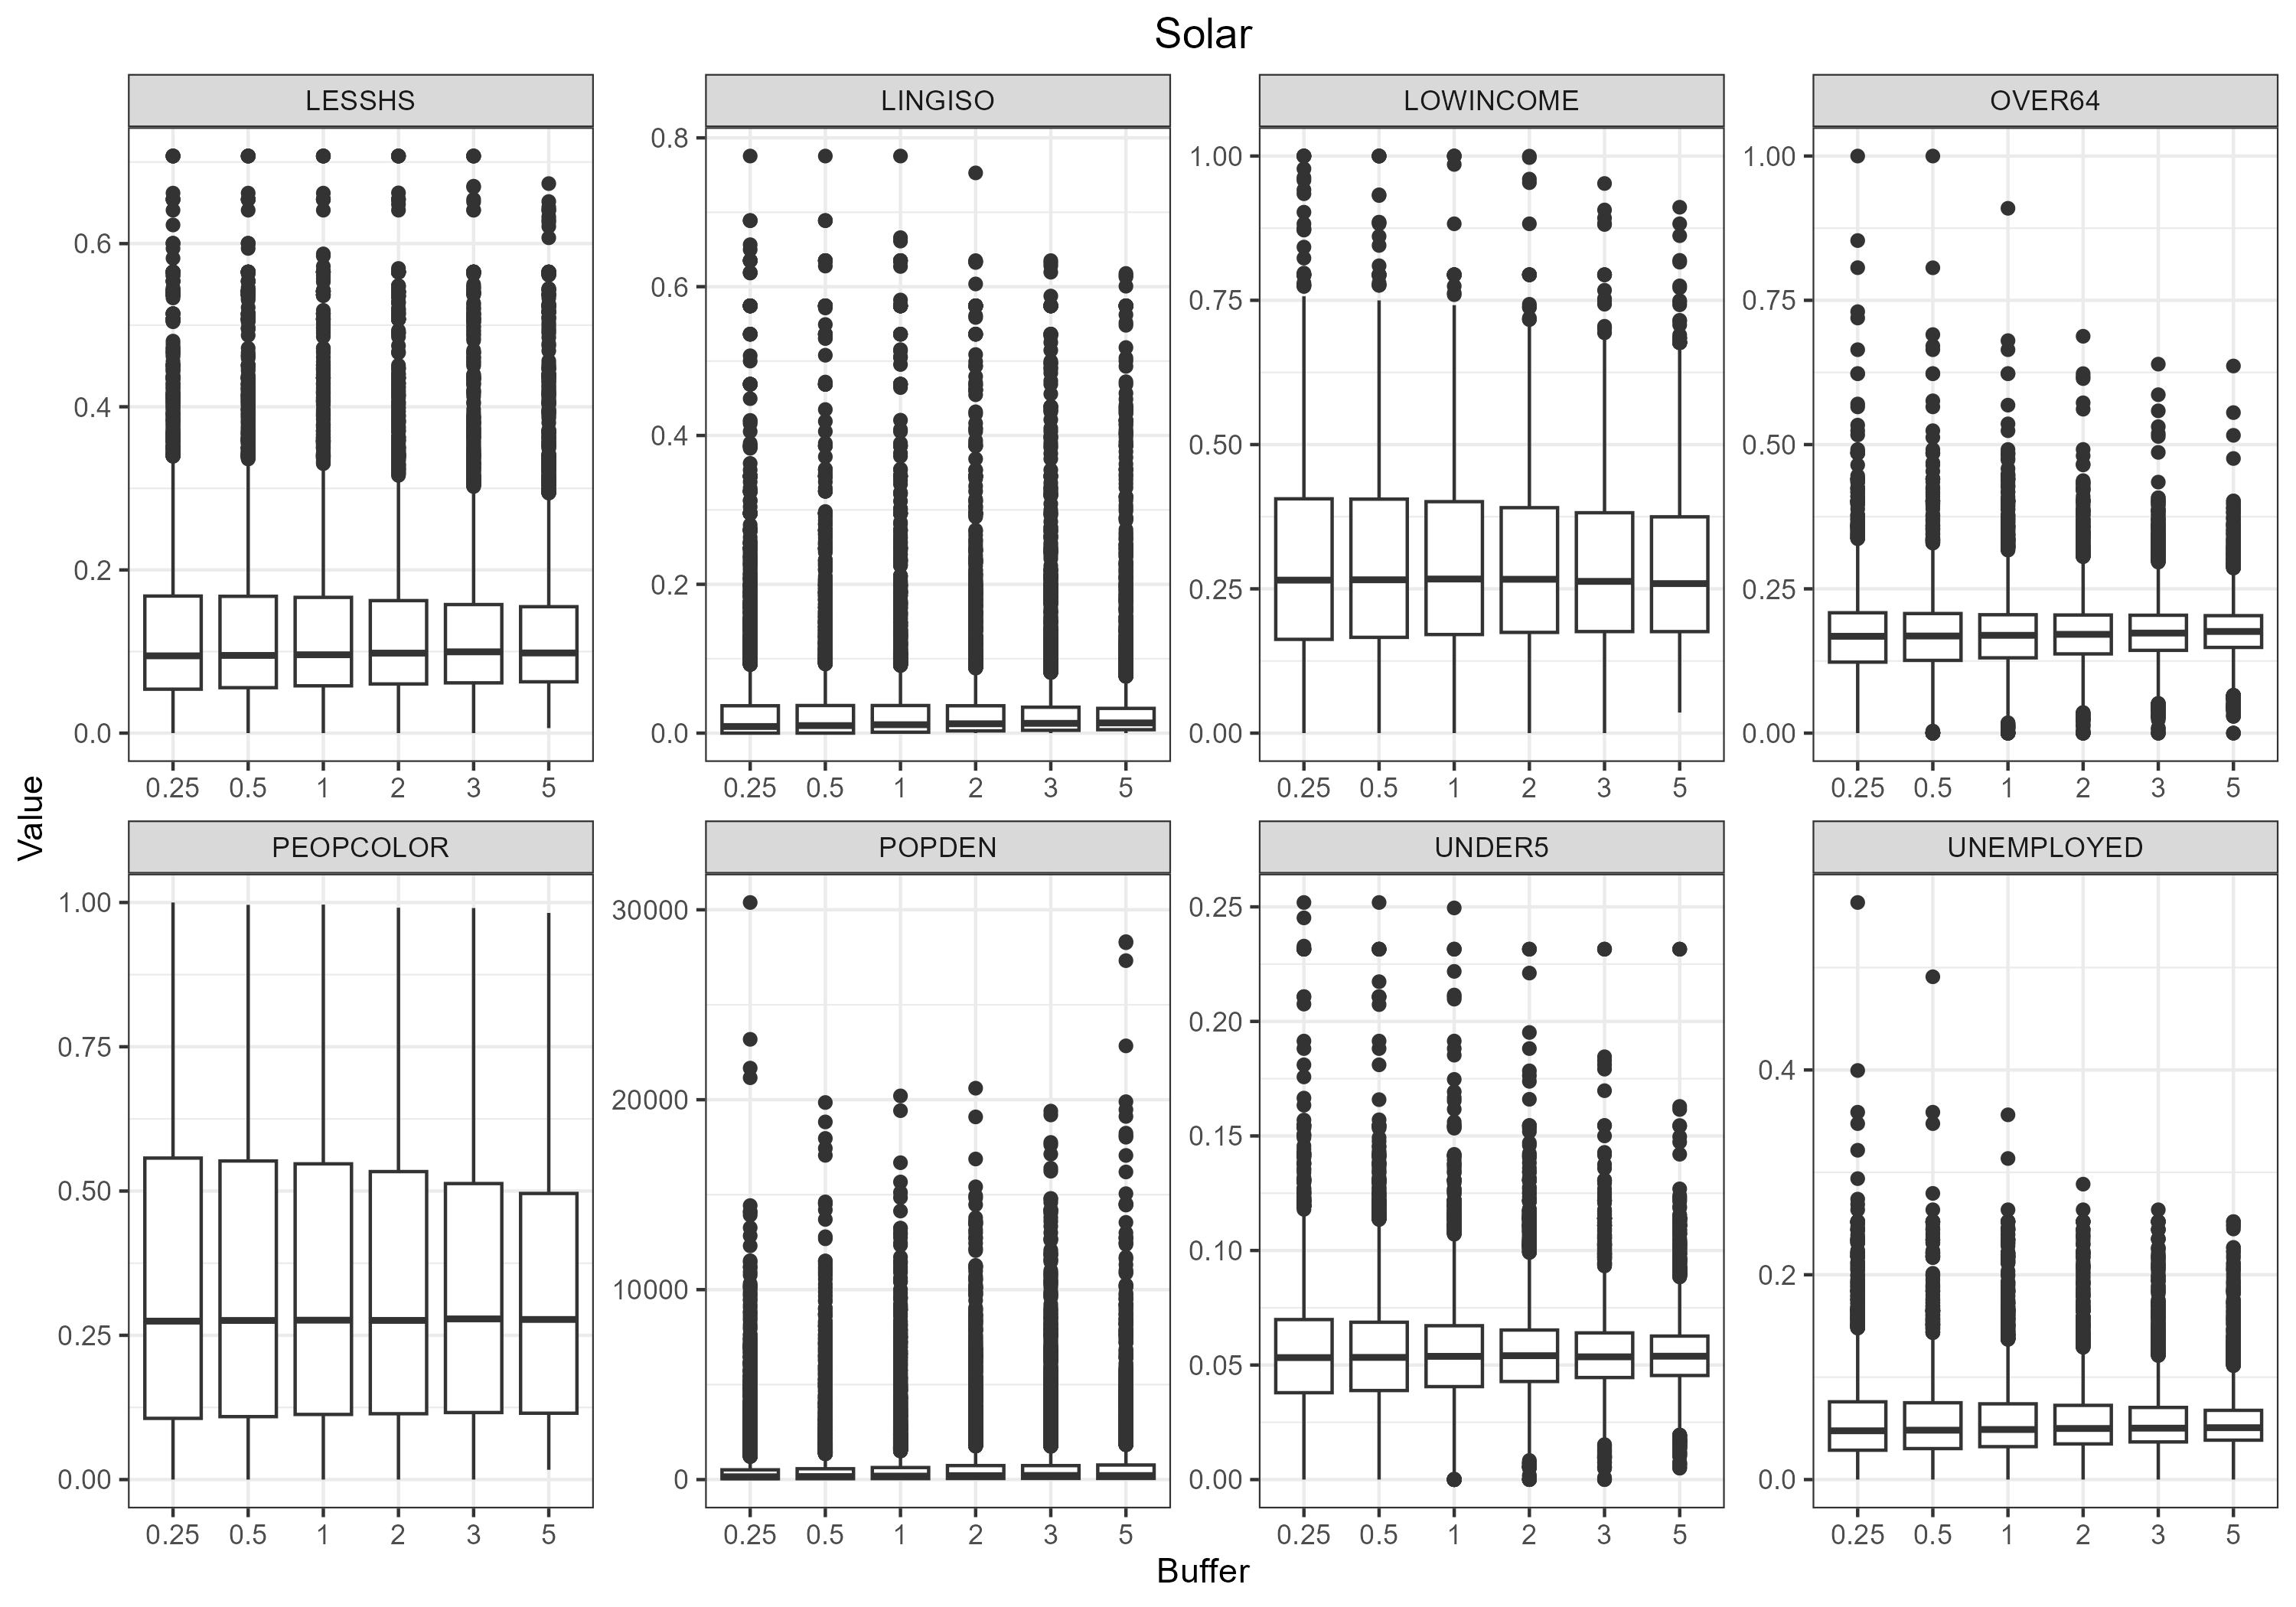 Solar
LESSHS LINGISO LOWINCOME OVER64
0.0 0.2 0.4 0.6
0.0 0.2 0.4 0.6 0.8
0.00 0.25 0.50 0.75 1.00
0.00 0.25 0.50 0.75 1.00
0.25 0.5 1 2 3 5
0.25 0.5 1 2 3 5
0.25 0.5 1 2 3 5
0.25 0.5 1 2 3 5
Value
PEOPCOLOR POPDEN UNDER5 UNEMPLOYED
0.00 0.25 0.50 0.75 1.00
0 10000 20000 30000
0.00 0.05 0.10 0.15 0.20 0.25
0.0 0.2 0.4
0.25 0.5 1 2 3 5
0.25 0.5 1 2 3 5
0.25 0.5 1 2 3 5
0.25 0.5 1 2 3 5
Buffer